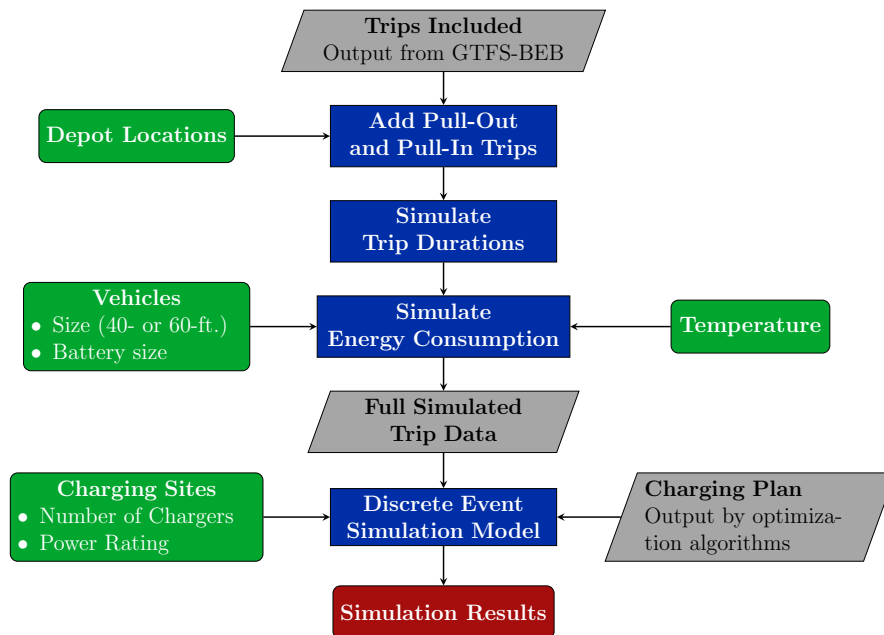 Trips Included
Output from GTFS-BEB
Depot Locations
Add Pull-Out
and Pull-In Trips
Simulate
Trip Durations
Vehicles
• Size (40- or 60-ft.)
• Battery size
Simulate
Energy Consumption
Temperature
Full Simulated
Trip Data
Charging Sites
• Number of Chargers
• Power Rating
Discrete Event
Simulation Model
Charging Plan
Output by optimiza-
tion algorithms
Simulation Results